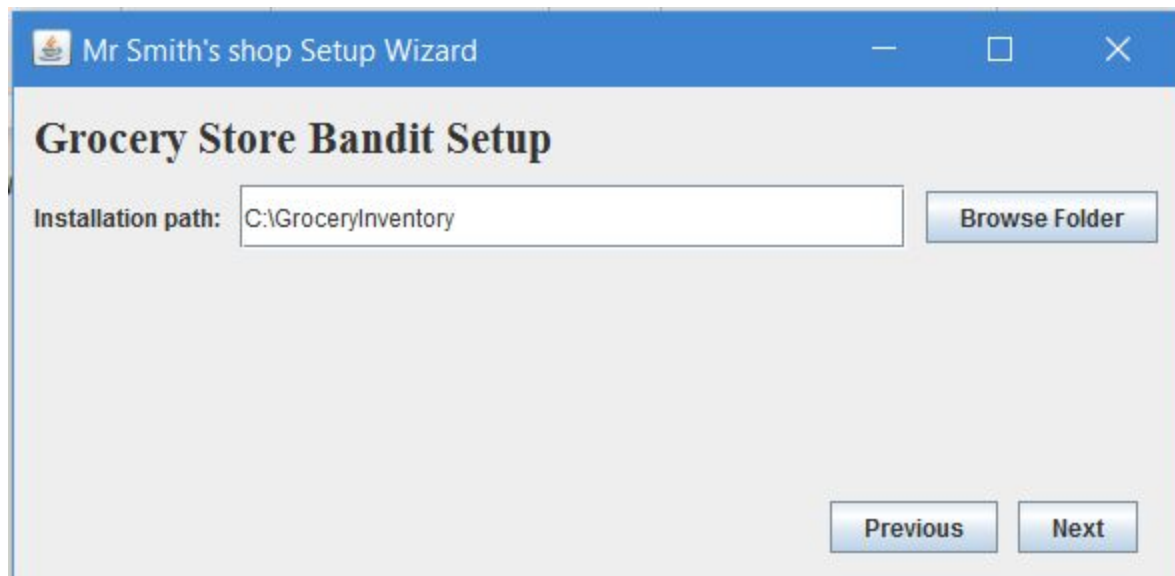 Mr Smith's shop Setup Wizard
Grocery Store Bandit Setup
Installation path: C:\GroceryInventory Browse Folder
Previous Next